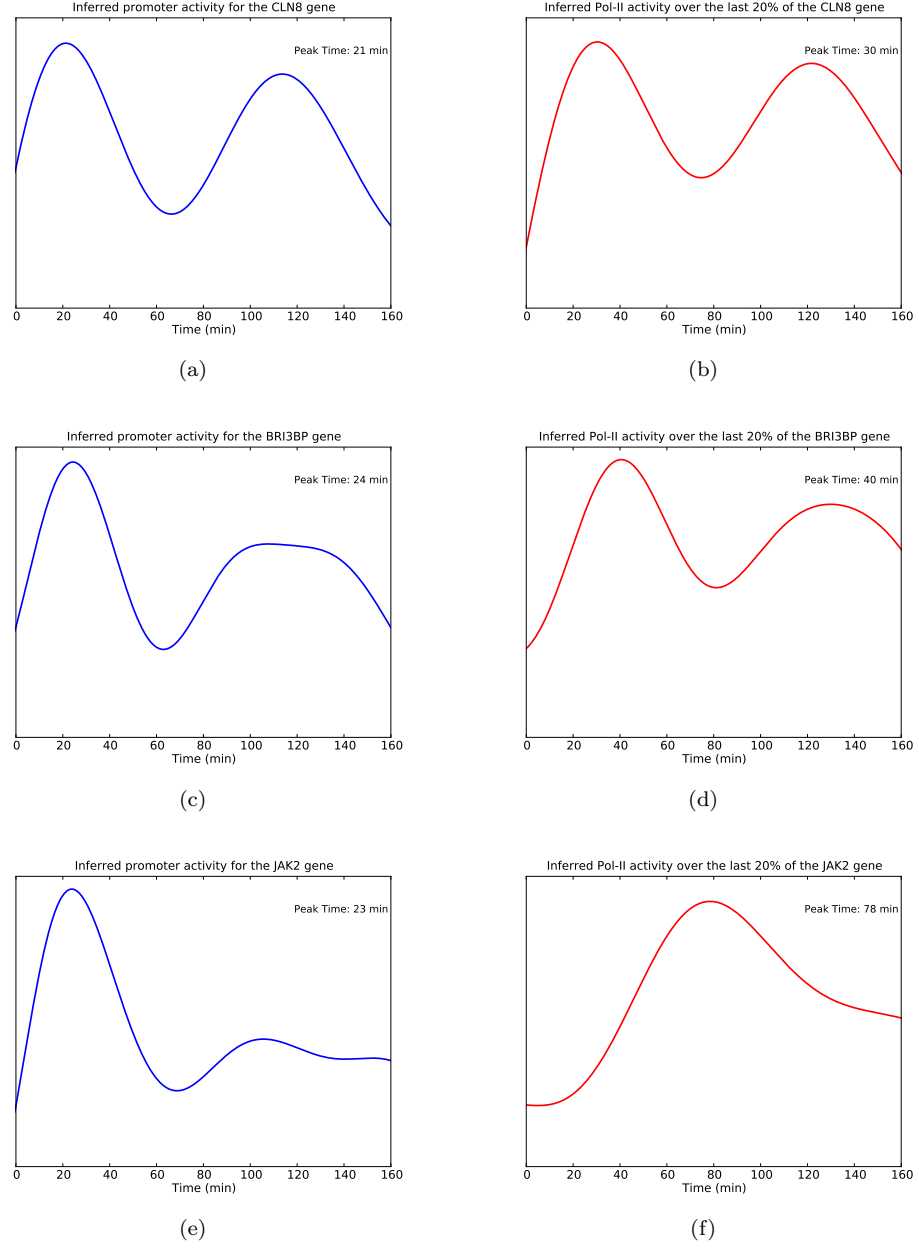 Inferred promoter activity for the CLN8 gene
Peak Time: 21 min
0 20 40 60 80 100 120 140 160
Time (min)
(a)
Inferred Pol-II activity over the last 20% of the CLN8 gene
Peak Time: 30 min
0 20 40 60 80 100 120 140 160
Time (min)
(b)
Inferred promoter activity for the BRI3BP gene
Peak Time: 24 min
0 20 40 60 80 100 120 140 160
Time (min)
(c)
Inferred Pol-II activity over the last 20% of the BRI3BP gene
Peak Time: 40 min
0 20 40 60 80 100 120 140 160
Time (min)
(d)
Inferred promoter activity for the JAK2 gene
Peak Time: 23 min
0 20 40 60 80 100 120 140 160
Time (min)
(e)
Inferred Pol-II activity over the last 20% of the JAK2 gene
Peak Time: 78 min
0 20 40 60 80 100 120 140 160
Time (min)
(f)